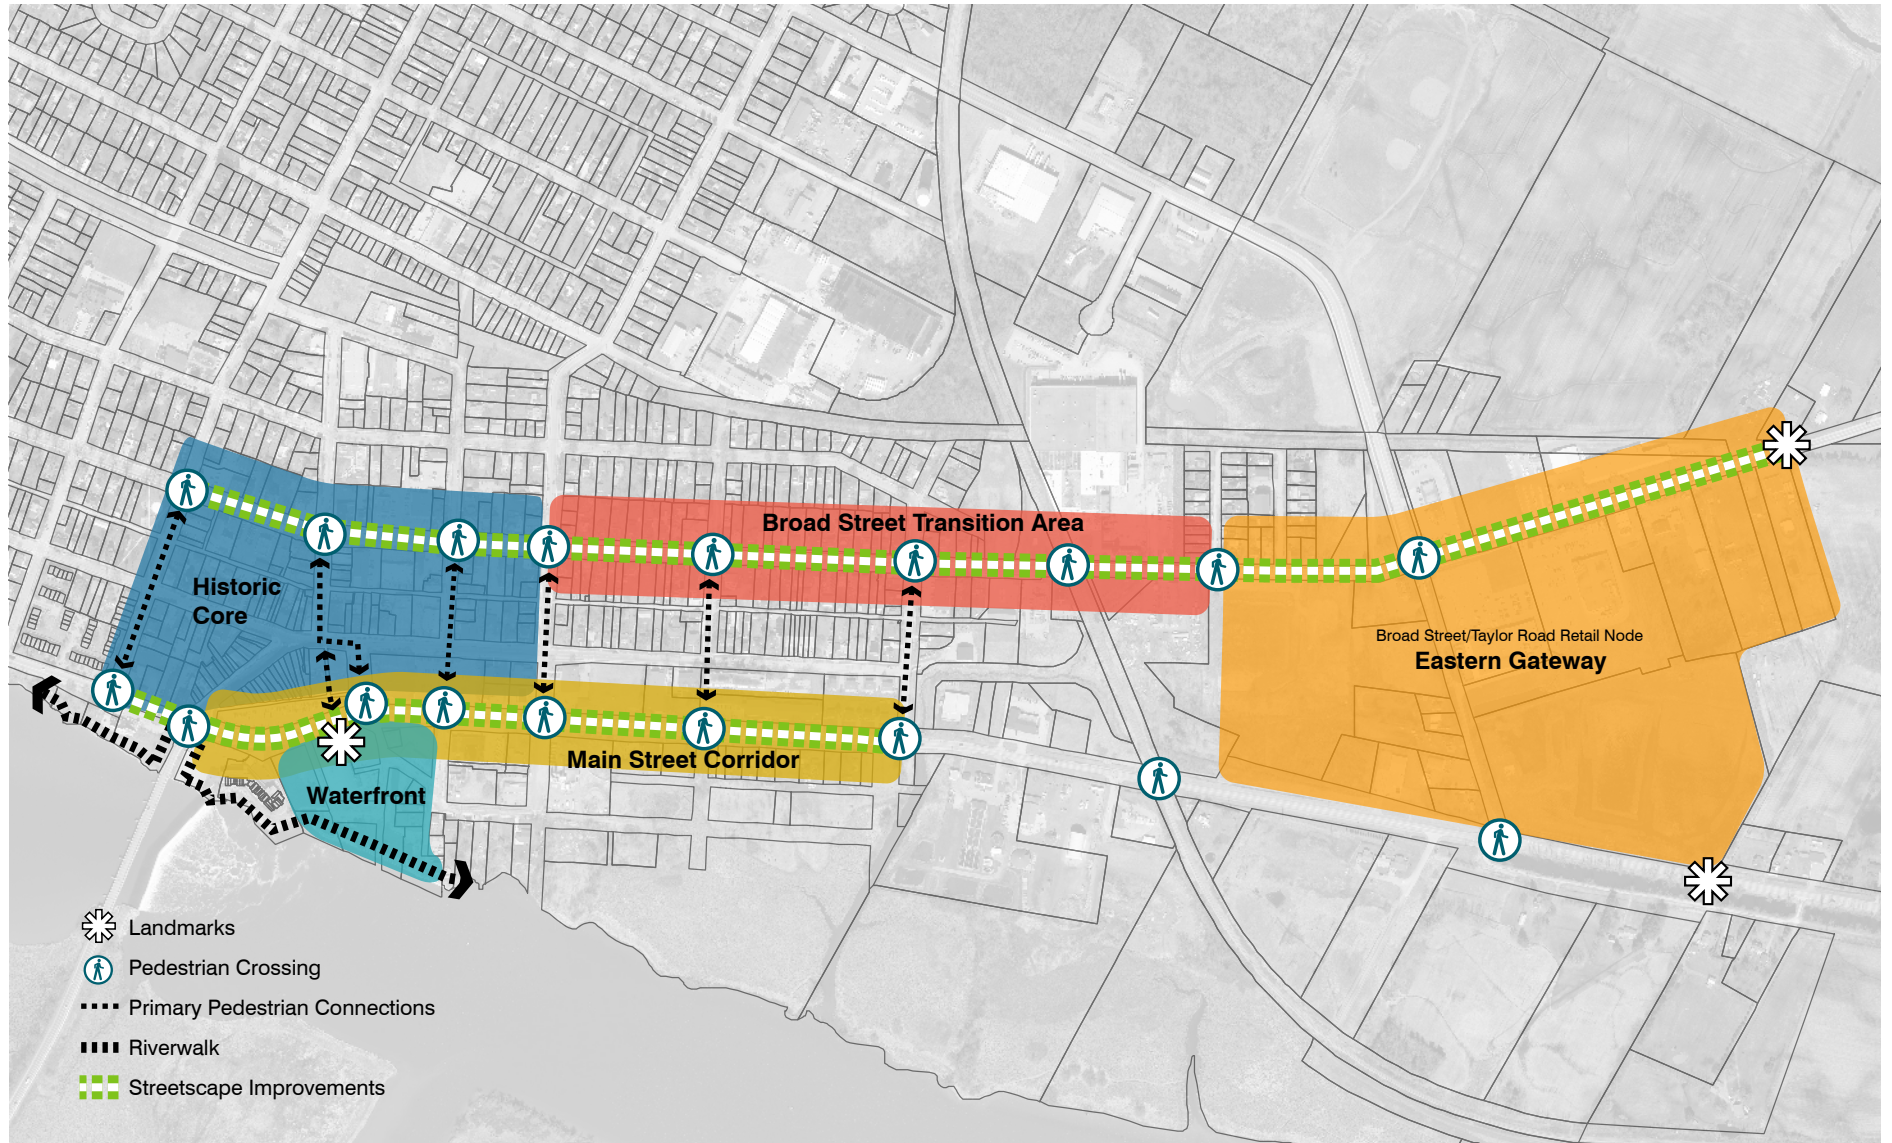 Broad Street Transition Area
Historic
Core
Broad Street/Taylor Road Retail Node
Eastern Gateway
Main Street Corridor
Waterfront
Landmarks
Pedestrian Crossing
Primary Pedestrian Connections
Riverwalk
Streetscape Improvements